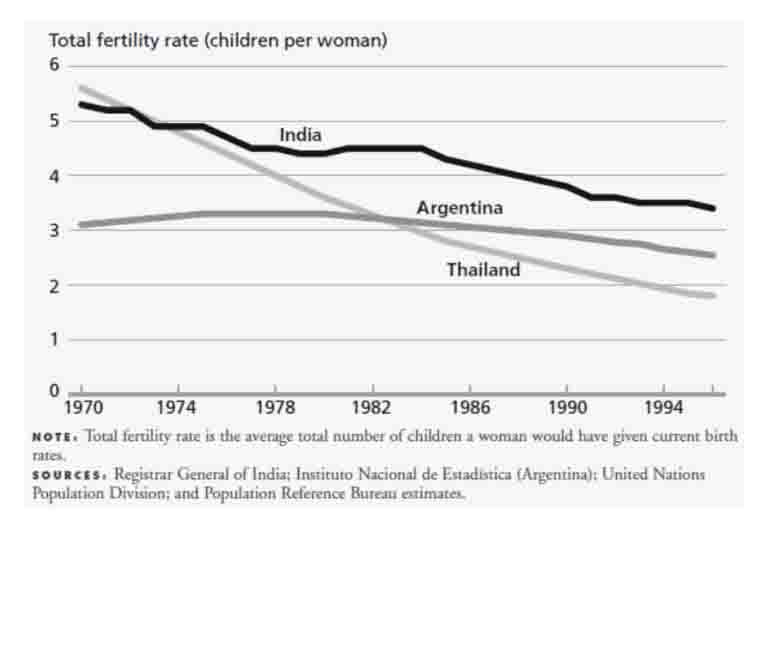 Total fertility rate (children per woman)
6
5
India
4
Argentina
3
Thailand
2
1
0
1970 1974 1978 1982 1986 1990 1994
NOTE: Total fertility rate is the average total number of children a woman would have given current birth
rates.
SOURCES: Registrar General of India; Instituto Nacional de Estadística (Argentina); United Nations
Population Division; and Population Reference Bureau estimates.